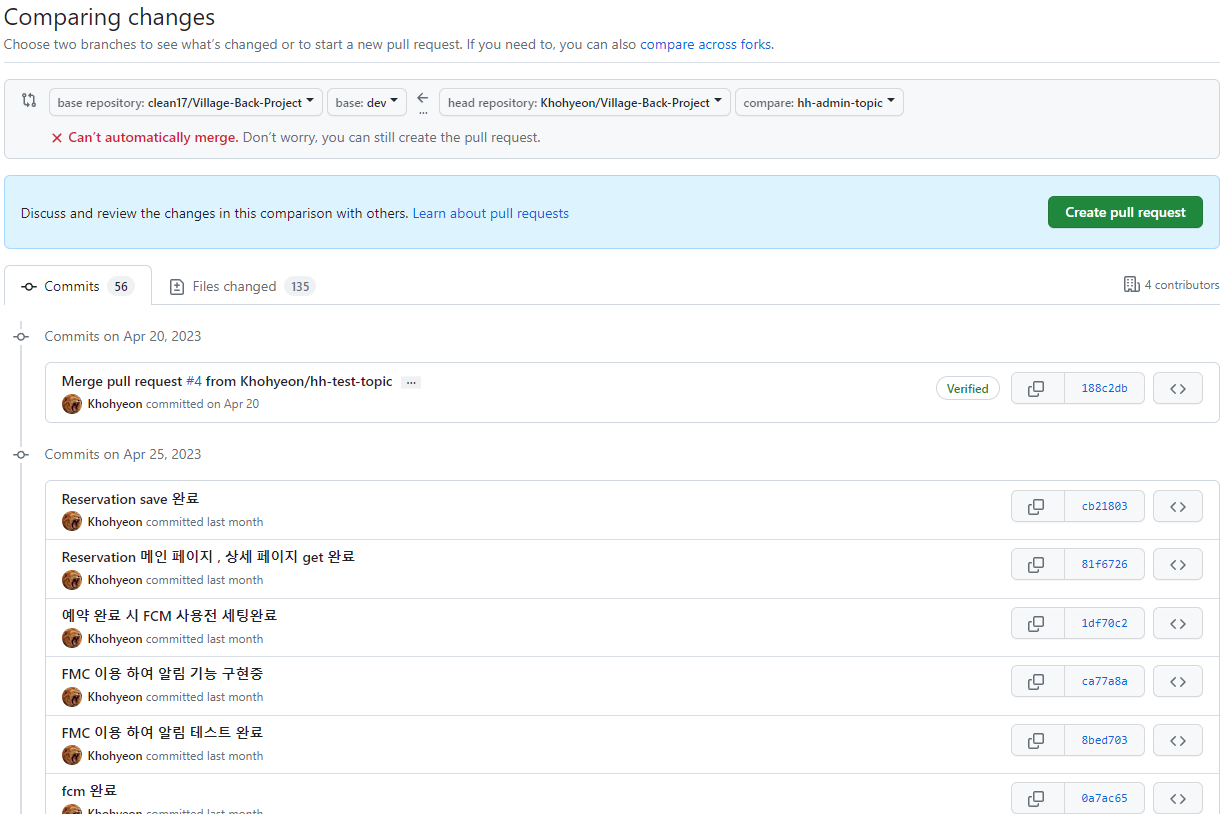 Comparing changes
Choose two branches to see what's changed or to start a new pull request. If you need to, you can also compare across forks.
base repository: clean17/Village-Back-Project base: dev ... head repository: Khohyeon/Village-Back-Project compare: hh-admin-topic
Can't automatically merge. Don't worry, you can still create the pull request.
Discuss and review the changes in this comparison with others. Learn about pull requests Create pull request
Commits 56 Files changed 135 4 contributors
Commits on Apr 20, 2023
Merge pull request #4 from Khohyeon/hh-test-topic ...
Khohyeon committed on Apr 20 Verified 188c2db
Commits on Apr 25, 2023
Reservation save 완료
Khohyeon committed last month cb21803
Reservation 메인 페이지 , 상세 페이지 get 완료
Khohyeon committed last month 81f6726
예약 완료 시 FCM 사용전 세팅완료
Khohyeon committed last month 1df70c2
FMC 이용 하여 알림 기능 구현중
Khohyeon committed last month ca77a8a
FMC 이용 하여 알림 테스트 완료
Khohyeon committed last month 8bed703
fcm 완료 0a7ac65
Khohyeon committed last month